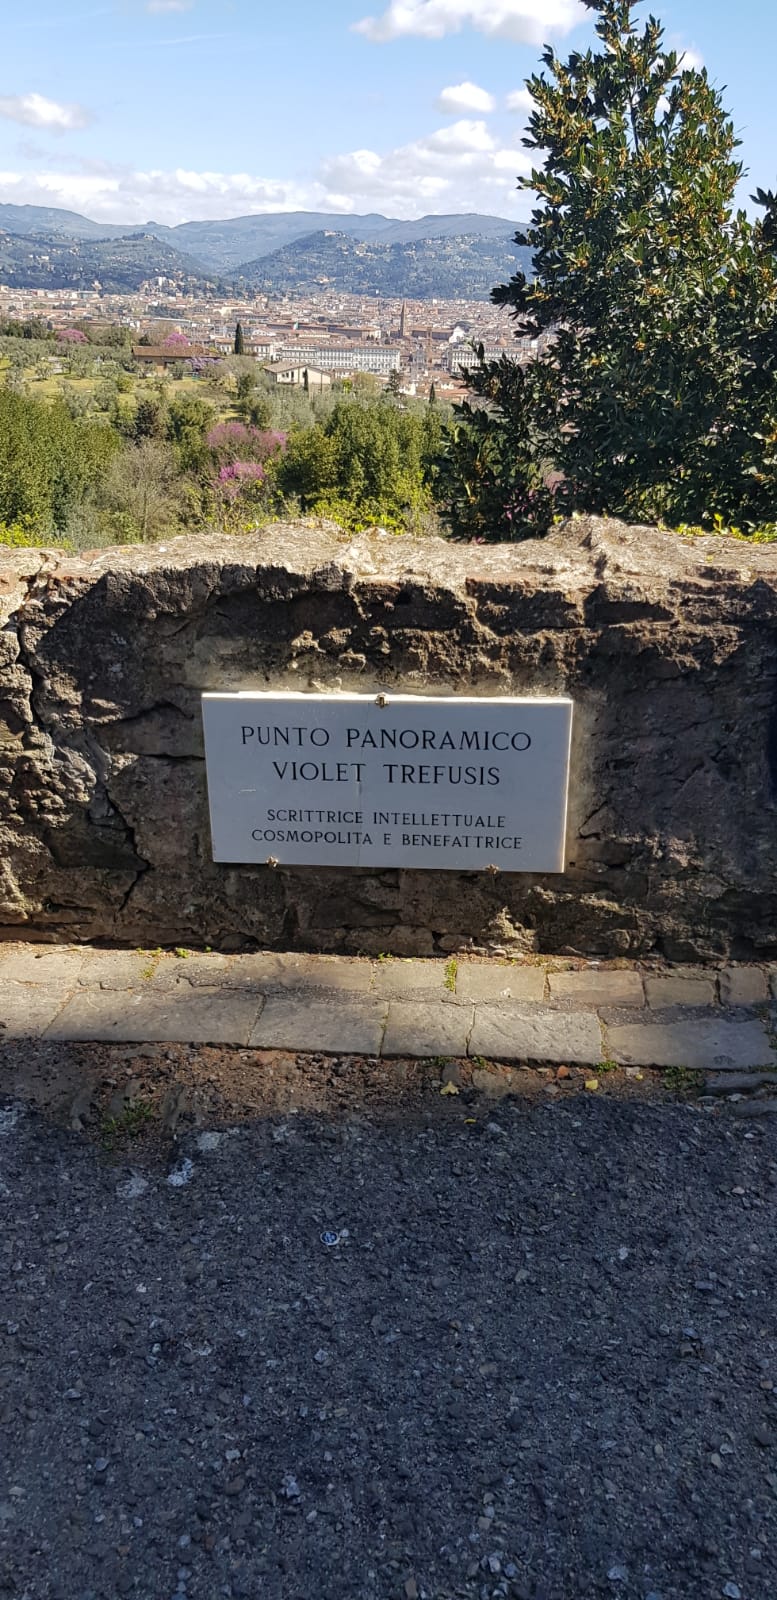 PUNTO PANORAMICO
VIOLET TREFUSIS
SCRITTRICE INTELLETTUALE
COSMOPOLITA E BENEFATTRICE